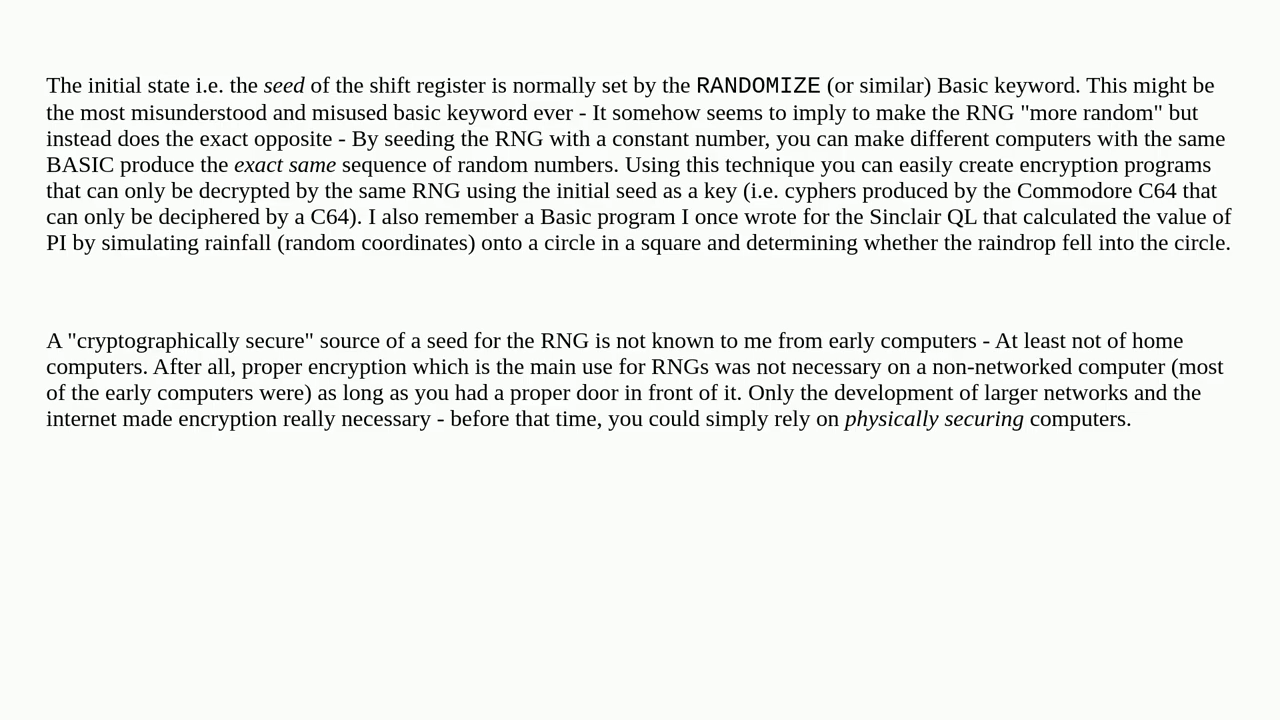 The initial state i.e. the seed of the shift register is normally set by the RANDOMIZE (or similar) Basic keyword. This might be
the most misunderstood and misused basic keyword ever - It somehow seems to imply to make the RNG "more random" but
instead does the exact opposite - By seeding the RNG with a constant number, you can make different computers with the same
BASIC produce the exact same sequence of random numbers. Using this technique you can easily create encryption programs
that can only be decrypted by the same RNG using the initial seed as a key (i.e. cyphers produced by the Commodore C64 that
can only be deciphered by a C64). I also remember a Basic program I once wrote for the Sinclair QL that calculated the value of
PI by simulating rainfall (random coordinates) onto a circle in a square and determining whether the raindrop fell into the circle.
A "cryptographically secure" source of a seed for the RNG is not known to me from early computers - At least not of home
computers. After all, proper encryption which is the main use for RNGs was not necessary on a non-networked computer (most
of the early computers were) as long as you had a proper door in front of it. Only the development of larger networks and the
internet made encryption really necessary - before that time, you could simply rely on physically securing computers.